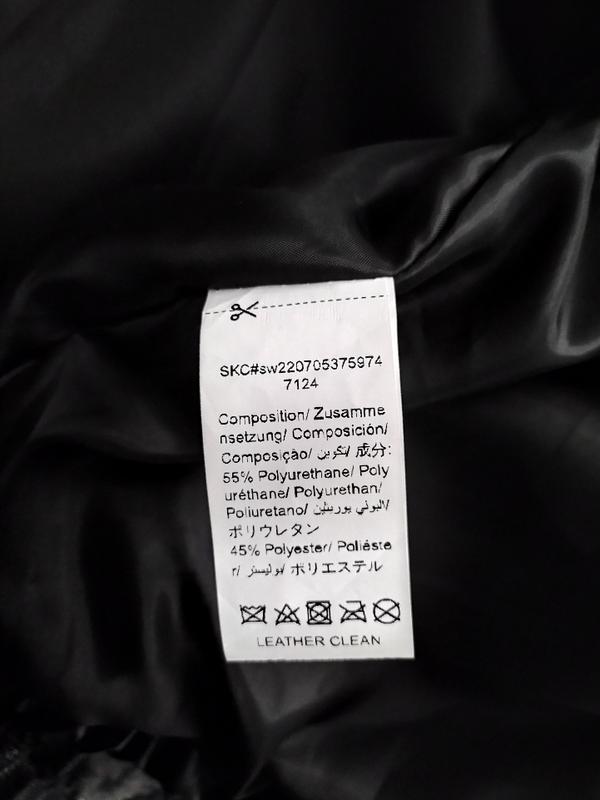 SKC#sw220705375974
7124
Composition/ Zusamme
nsetzung/ Composición/
Composição/ تكوين/ 成分:
55% Polyurethane/ Poly
uréthane/ Polyurethan/
Poliuretano/ البولي يوريثين/
ポリウレタン
45% Polyester/ Poliéste
r/ بوليستر/ ポリエステル
LEATHER CLEAN